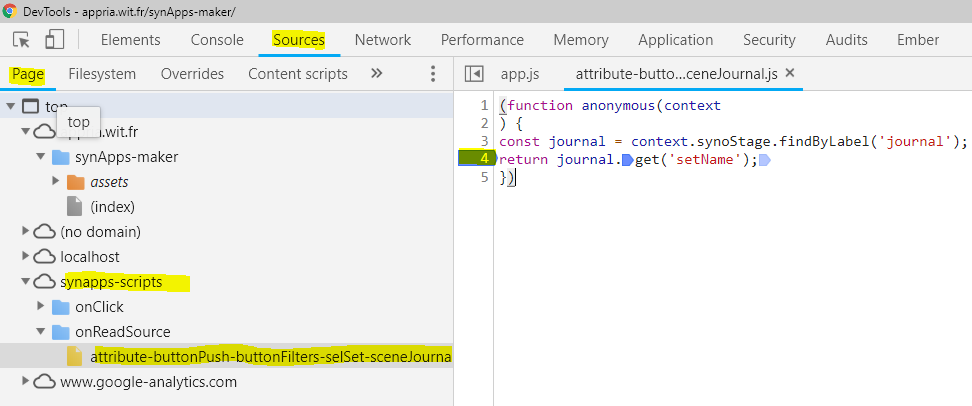 DevTools - appria.wit.fr/synApps-maker/
Elements Console Sources Network Performance Memory Application Security Audits Ember
Page Filesystem Overrides Content scripts »
app.js attribute-butto...ceneJournal.js ×
top
top
wit.fr
synApps-maker
assets
(index)
(no domain)
localhost
synapps-scripts
onClick
onReadSource
attribute-buttonPush-buttonFilters-selSet-sceneJourna
www.google-analytics.com
1 (function anonymous(context
2 ) {
3 const journal = context.synoStage.findByLabel('journal');
4 return journal.get('setName');
5 })